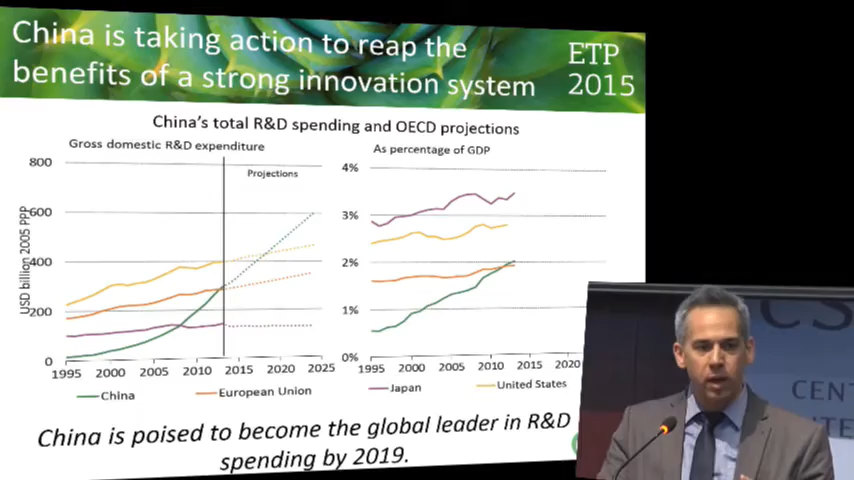 China is taking action to reap the
benefits of a strong innovation system
ETP
2015
China's total R&D spending and OECD projections
Gross domestic R&D expenditure
As percentage of GDP
Projections
USD billion 2005 PPP
800
600
400
200
0
1995
2000
2005
2010
2015
2020
2025
4%
3%
2%
1%
0%
1995
2000
2005
2010
2015
2020
China
European Union
Japan
United States
China is poised to become the global leader in R&D
spending by 2019.
CS
CENT